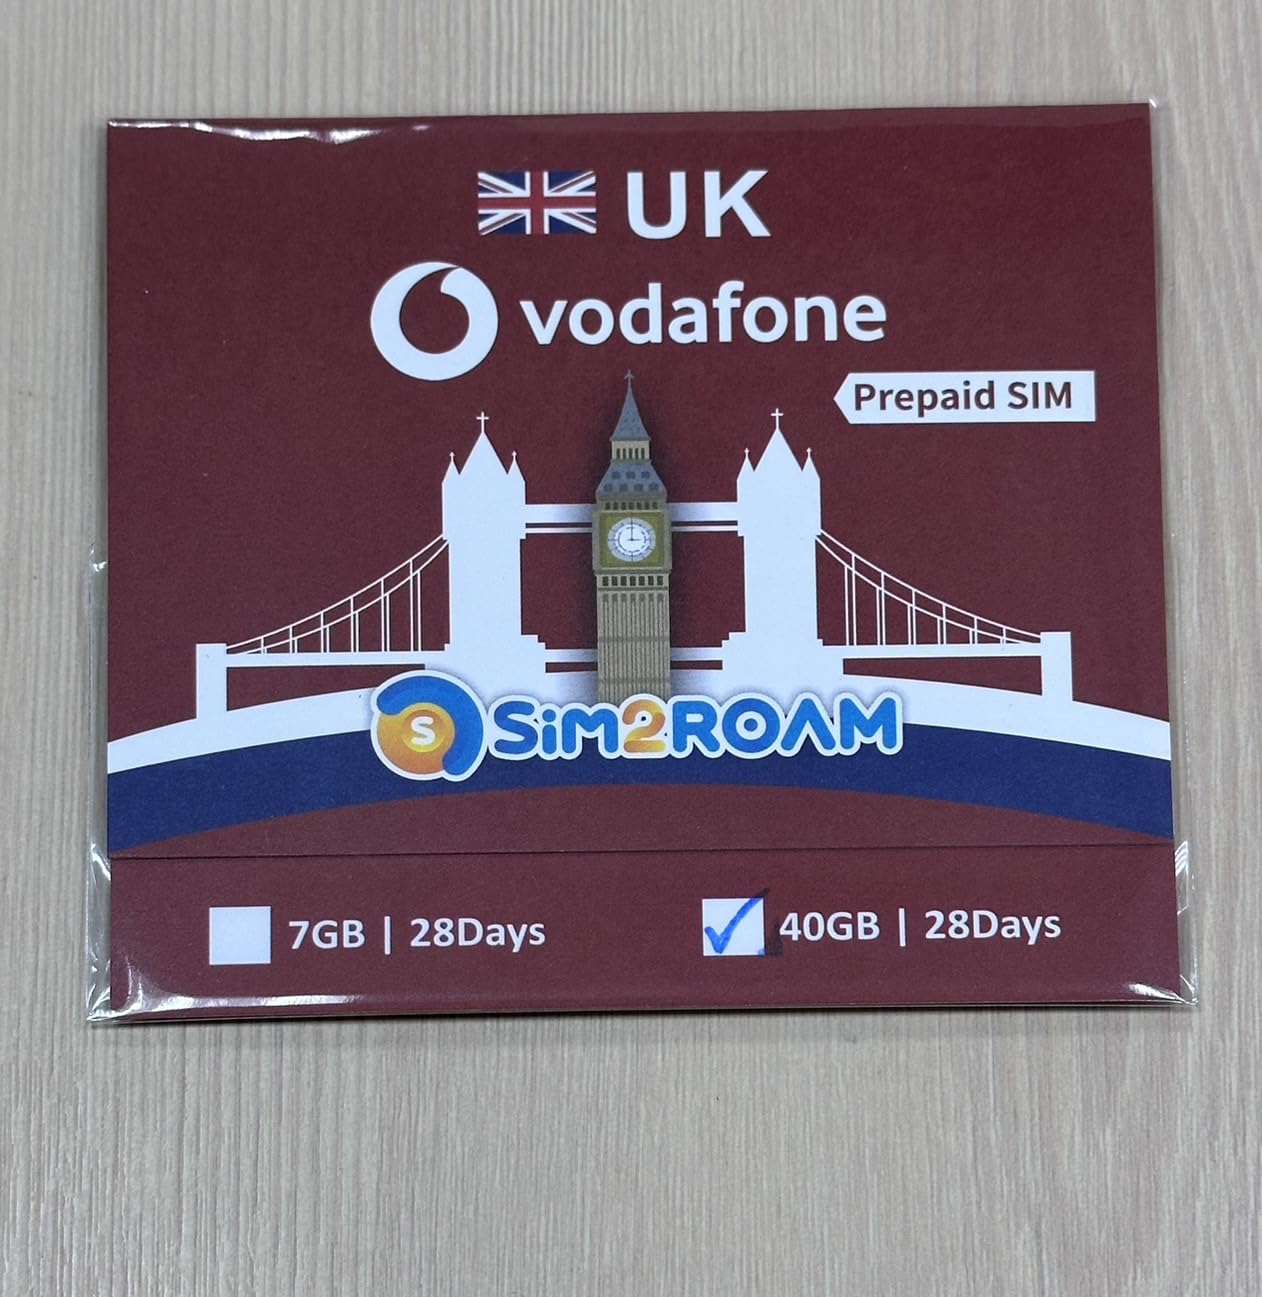 UK
vodafone
Prepaid SIM
S SiM2ROAM
7GB | 28Days
40GB | 28Days